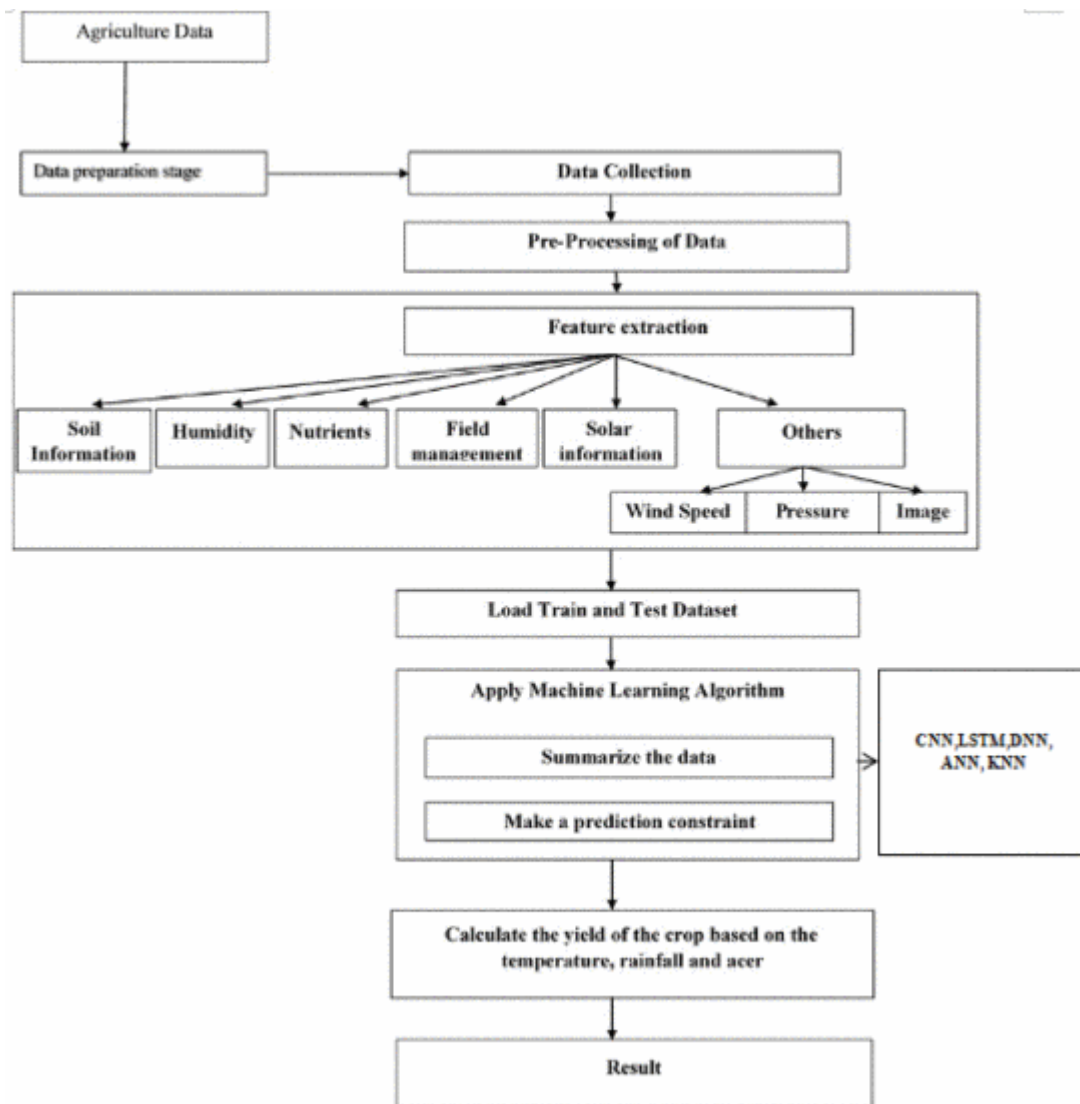 Agriculture Data
Data preparation stage
Data Collection
Pre-Processing of Data
Feature extraction
Soil
Information
Humidity
Nutrients
Field
management
Solar
information
Others
Wind Speed
Pressure
Image
Load Train and Test Dataset
Apply Machine Learning Algorithm
Summarize the data
Make a prediction constraint
CNN,LSTM,DNN,
ANN, KNN
Calculate the yield of the crop based on the
temperature, rainfall and acer
Result